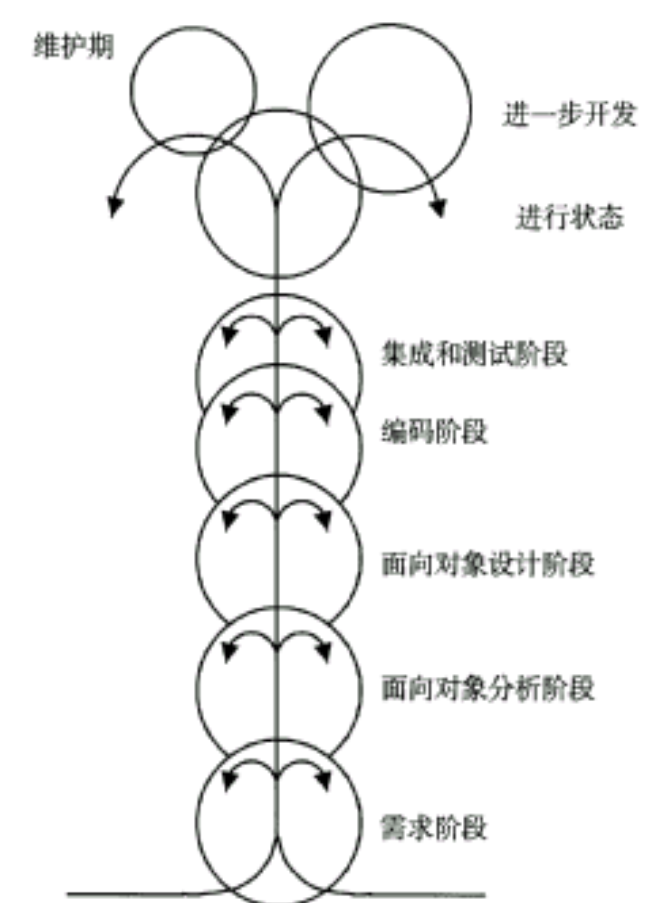 维护期
进一步开发
进行状态
集成和测试阶段
编码阶段
面向对象设计阶段
面向对象分析阶段
需求阶段